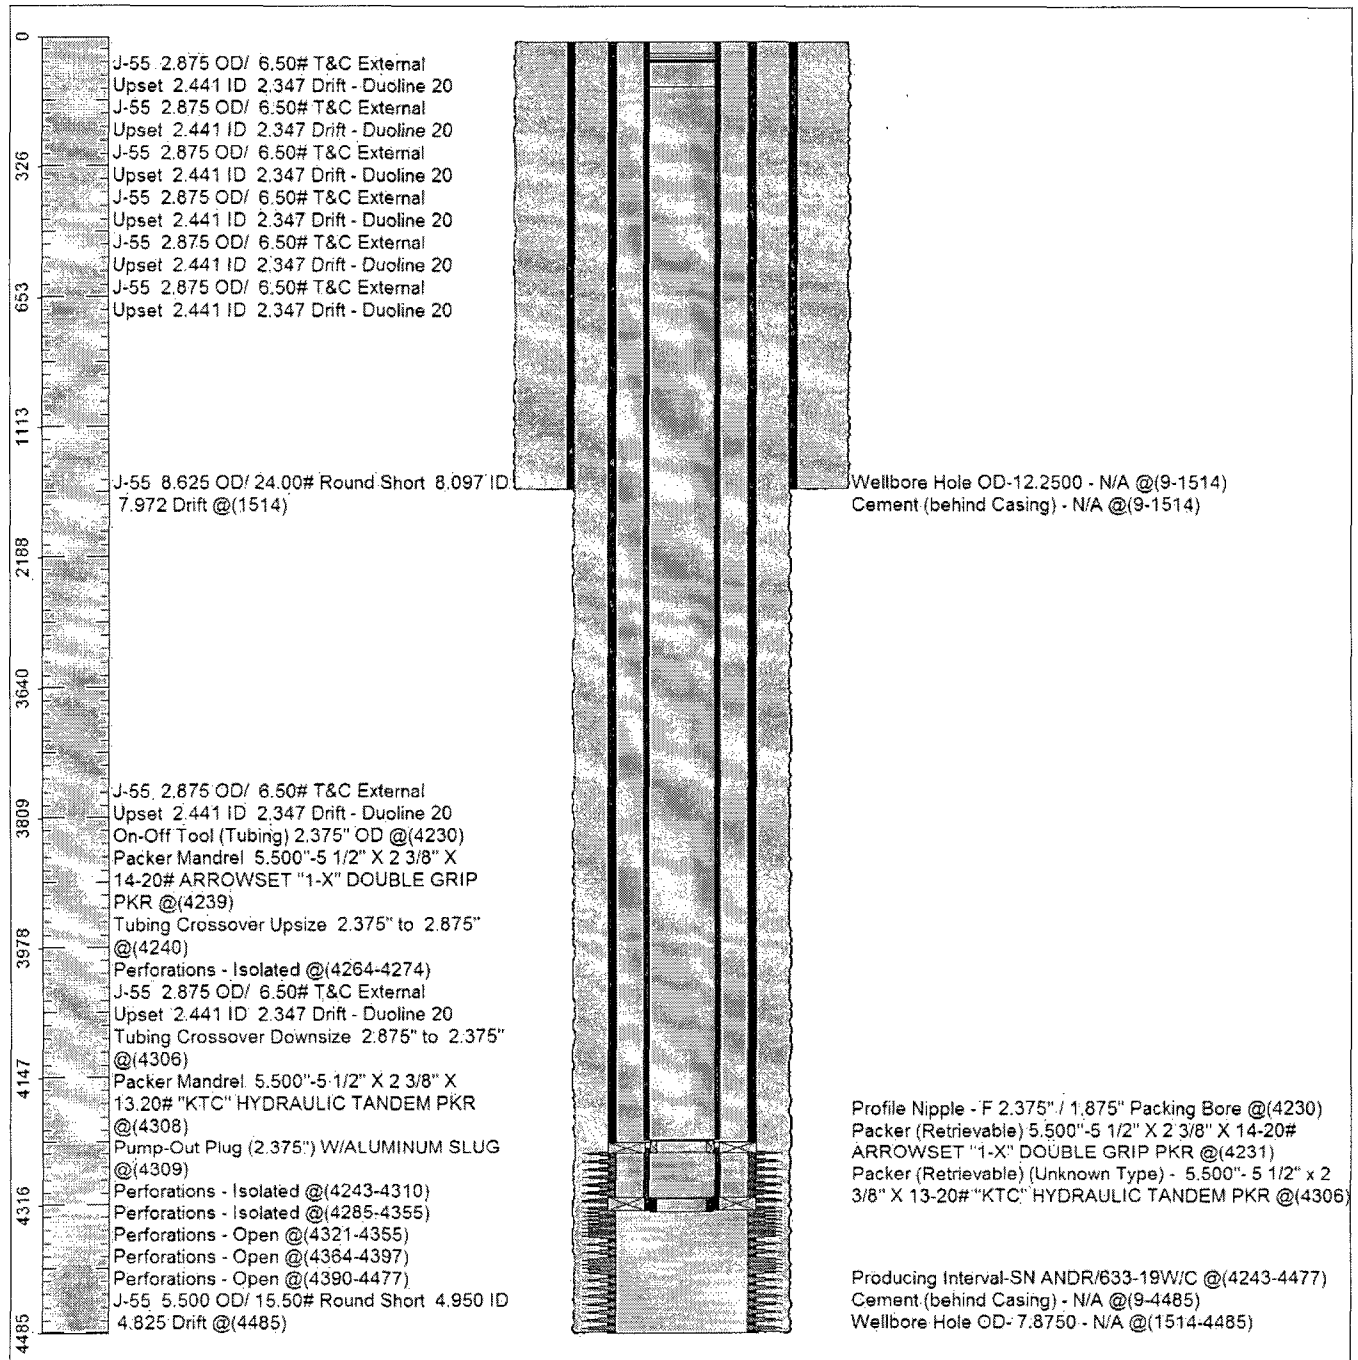 0
J-55 2.875 OD/ 6.50# T&C External
Upset 2.441 ID 2.347 Drift - Duoline 20
J-55 2.875 OD/ 6.50# T&C External
Upset 2.441 ID 2.347 Drift - Duoline 20
J-55 2.875 OD/ 6.50# T&C External
326
Upset 2.441 ID 2.347 Drift - Duoline 20
J-55 2.875 OD/ 6.50# T&C External
Upset 2.441 ID 2.347 Drift - Duoline 20
J-55 2.875 OD/ 6.50# T&C External
Upset 2.441 ID 2.347 Drift - Duoline 20
J-55 2.875 OD/ 6.50# T&C External
653
Upset 2.441 ID 2.347 Drift - Duoline 20
1113
J-55 8.625 OD/ 24.00# Round Short 8.097 ID
7.972 Drift @(1514)
Wellbore Hole OD-12.2500 - N/A @(9-1514)
Cement (behind Casing) - N/A @(9-1514)
2188
3640
J-55 2.875 OD/ 6.50# T&C External
3809
Upset 2.441 ID 2.347 Drift - Duoline 20
On-Off Tool (Tubing) 2.375" OD @(4230)
Packer Mandrel 5.500"-5 1/2" X 2 3/8" X
14-20# ARROWSET "1-X" DOUBLE GRIP
PKR @(4239)
Tubing Crossover Upsize 2.375" to 2.875"
@(4240)
3978
Perforations - Isolated @(4264-4274)
J-55 2.875 OD/ 6.50# T&C External
Upset 2.441 ID 2.347 Drift - Duoline 20
Tubing Crossover Downsize 2.875" to 2.375"
@(4306)
4147
Packer Mandrel 5.500"-5 1/2" X 2 3/8" X
13.20# "KTC" HYDRAULIC TANDEM PKR
@(4308)
Pump-Out Plug (2.375") W/ALUMINUM SLUG
@(4309)
Perforations - Isolated @(4243-4310)
4316
Perforations - Isolated @(4285-4355)
Perforations - Open @(4321-4355)
Perforations - Open @(4364-4397)
Perforations - Open @(4390-4477)
J-55 5.500 OD/ 15.50# Round Short 4.950 ID
4.825 Drift @(4485)
4485
Profile Nipple - F 2.375" / 1.875" Packing Bore @(4230)
Packer (Retrievable) 5.500"-5 1/2" X 2 3/8" X 14-20#
ARROWSET "1-X" DOUBLE GRIP PKR @(4231)
Packer (Retrievable) (Unknown Type) - 5.500"- 5 1/2" x 2
3/8" X 13-20# "KTC" HYDRAULIC TANDEM PKR @(4306)
Producing Interval-SN ANDR/633-19W/C @(4243-4477)
Cement (behind Casing) - N/A @(9-4485)
Wellbore Hole OD- 7.8750 - N/A @(1514-4485)